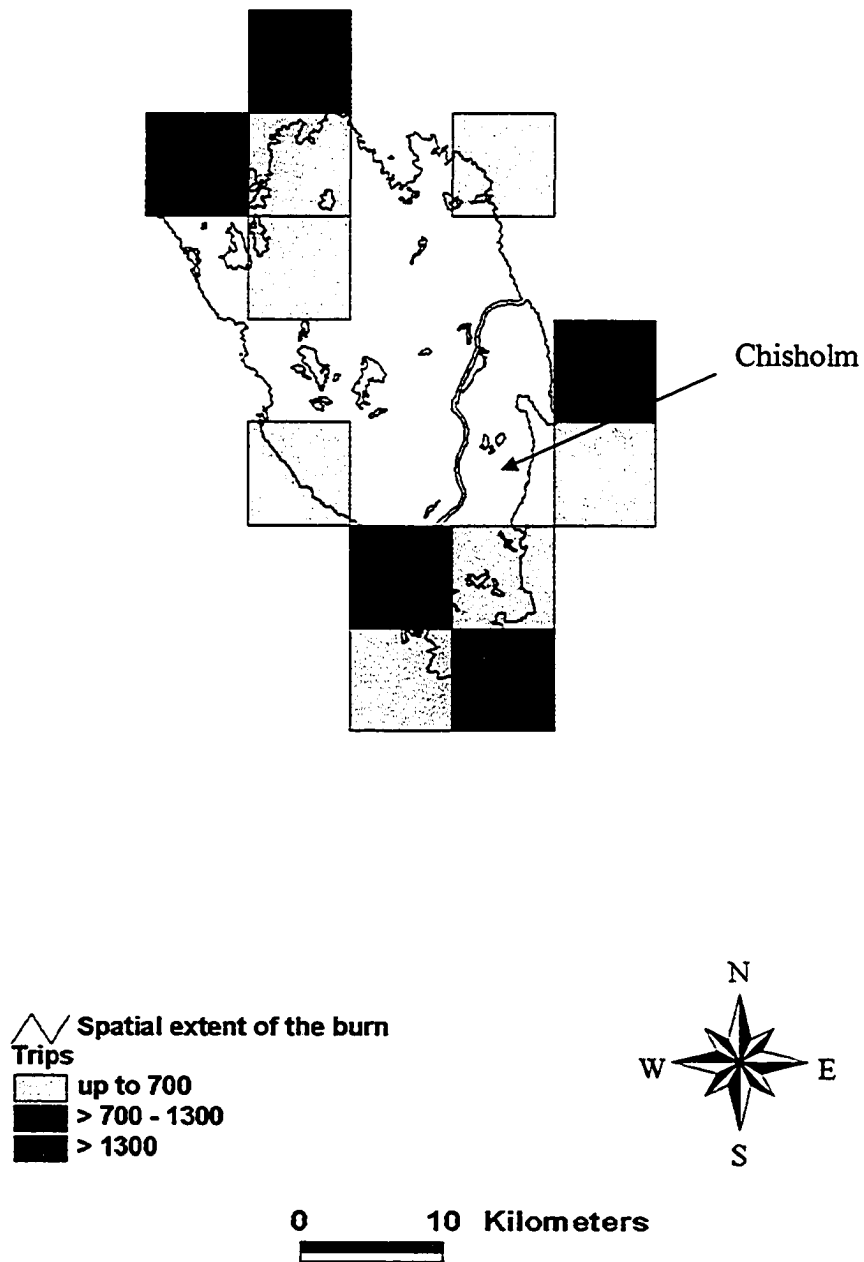 Chisholm
Spatial extent of the burn
Trips
up to 700
> 700 - 1300
> 1300
N
W
E
S
0 10 Kilometers